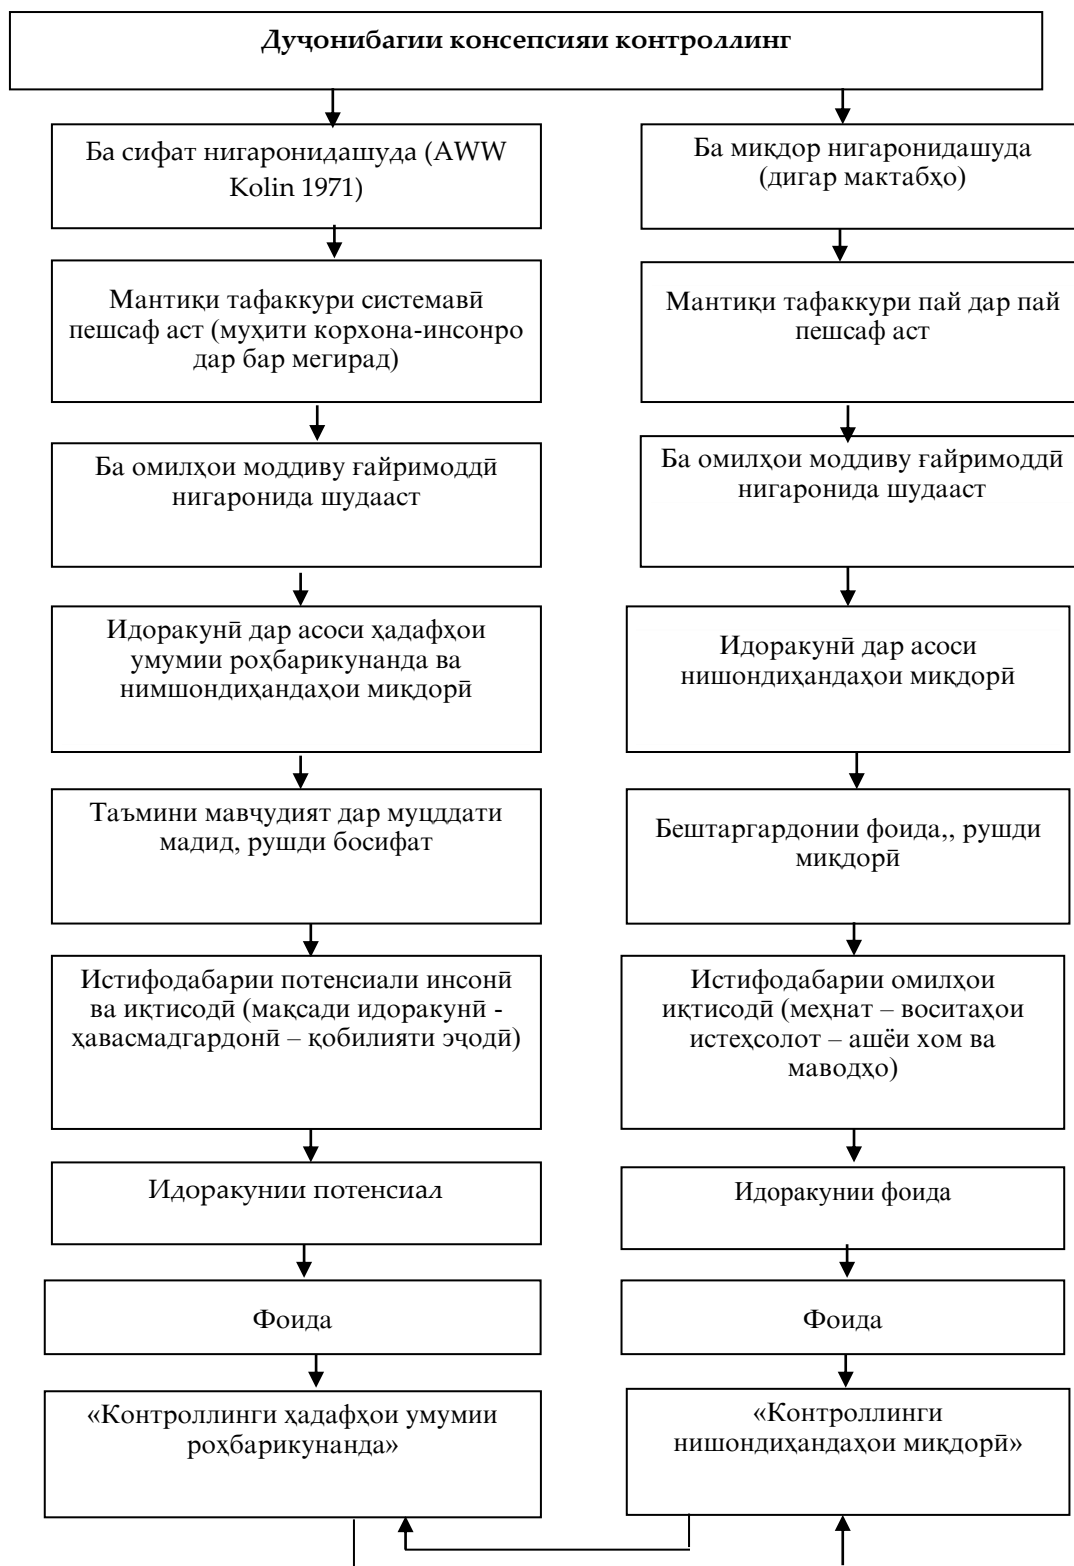 Дуҷонибагии консепсияи контроллинг
Ба сифат нигаронидашуда (AWW
Kolin 1971)
Мантиқи тафаккури системавӣ
пешсаф аст (муҳити корхона-инсонро
дар бар мегирад)
Ба омилҳои моддиву ғайримоддӣ
нигаронида шудааст
Идоракунӣ дар асоси ҳадафҳои
умумии роҳбарикунанда ва
нимшондиҳандаҳои миқдорӣ
Таъмини мавҷудият дар муцддати
мадид, рушди босифат
Истифодабарии потенсиали инсонӣ
ва иқтисодӣ (мақсади идоракунӣ -
ҳавасмадгардонӣ – қобилияти эҷодӣ)
Идоракунии потенсиал
Фоида
«Контроллинги ҳадафҳои умумии
роҳбарикунанда»
Ба миқдор нигаронидашуда
(дигар мактабҳо)
Мантиқи тафаккури пай дар пай
пешсаф аст
Ба омилҳои моддиву ғайримоддӣ
нигаронида шудааст
Идоракунӣ дар асоси
нишондиҳандаҳои миқдорӣ
Бештаргардонии фоида,, рушди
миқдорӣ
Истифодабарии омилҳои
иқтисодӣ (меҳнат – воситаҳои
истеҳсолот – ашёи хом ва
маводҳо)
Идоракунии фоида
Фоида
«Контроллинги
нишондиҳандаҳои миқдорӣ»